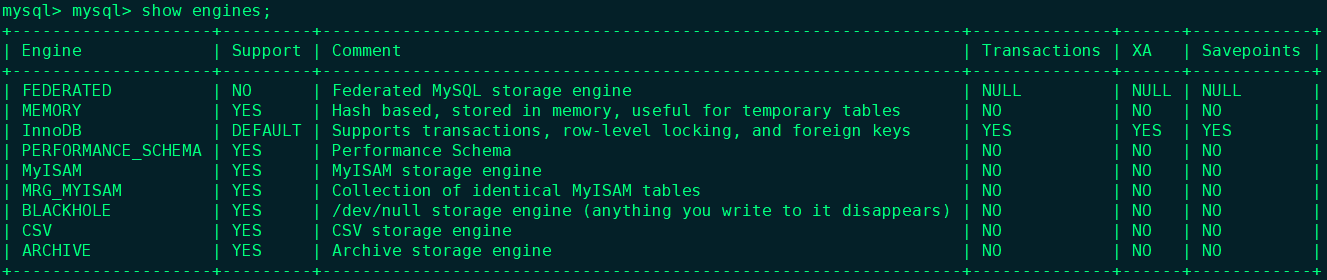 mysql> mysql> show engines;
+--------------------+---------+----------------------------------------------------------------+--------------+------+------------+
| Engine             | Support | Comment                                                        | Transactions | XA   | Savepoints |
+--------------------+---------+----------------------------------------------------------------+--------------+------+------------+
| FEDERATED          | NO      | Federated MySQL storage engine                                 | NULL         | NULL | NULL       |
| MEMORY             | YES     | Hash based, stored in memory, useful for temporary tables      | NO           | NO   | NO         |
| InnoDB             | DEFAULT | Supports transactions, row-level locking, and foreign keys     | YES          | YES  | YES        |
| PERFORMANCE_SCHEMA | YES     | Performance Schema                                             | NO           | NO   | NO         |
| MyISAM             | YES     | MyISAM storage engine                                          | NO           | NO   | NO         |
| MRG_MYISAM         | YES     | Collection of identical MyISAM tables                          | NO           | NO   | NO         |
| BLACKHOLE          | YES     | /dev/null storage engine (anything you write to it disappears) | NO           | NO   | NO         |
| CSV                | YES     | CSV storage engine                                             | NO           | NO   | NO         |
| ARCHIVE            | YES     | Archive storage engine                                         | NO           | NO   | NO         |
+--------------------+---------+----------------------------------------------------------------+--------------+------+------------+